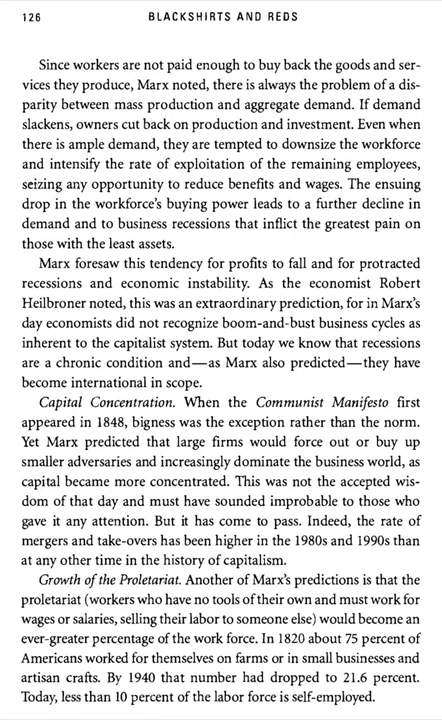 126 BLACKSHIRTS AND REDS
Since workers are not paid enough to buy back the goods and ser-
vices they produce, Marx noted, there is always the problem of a dis-
parity between mass production and aggregate demand. If demand
slackens, owners cut back on production and investment. Even when
there is ample demand, they are tempted to downsize the workforce
and intensify the rate of exploitation of the remaining employees,
seizing any opportunity to reduce benefits and wages. The ensuing
drop in the workforce's buying power leads to a further decline in
demand and to business recessions that inflict the greatest pain on
those with the least assets.
Marx foresaw this tendency for profits to fall and for protracted
recessions and economic instability. As the economist Robert
Heilbroner noted, this was an extraordinary prediction, for in Marx's
day economists did not recognize boom-and-bust business cycles as
inherent to the capitalist system. But today we know that recessions
are a chronic condition and—as Marx also predicted—they have
become international in scope.
Capital Concentration. When the Communist Manifesto first
appeared in 1848, bigness was the exception rather than the norm.
Yet Marx predicted that large firms would force out or buy up
smaller adversaries and increasingly dominate the business world, as
capital became more concentrated. This was not the accepted wis-
dom of that day and must have sounded improbable to those who
gave it any attention. But it has come to pass. Indeed, the rate of
mergers and take-overs has been higher in the 1980s and 1990s than
at any other time in the history of capitalism.
Growth of the Proletariat. Another of Marx's predictions is that the
proletariat (workers who have no tools of their own and must work for
wages or salaries, selling their labor to someone else) would become an
ever-greater percentage of the work force. In 1820 about 75 percent of
Americans worked for themselves on farms or in small businesses and
artisan crafts. By 1940 that number had dropped to 21.6 percent.
Today, less than 10 percent of the labor force is self-employed.